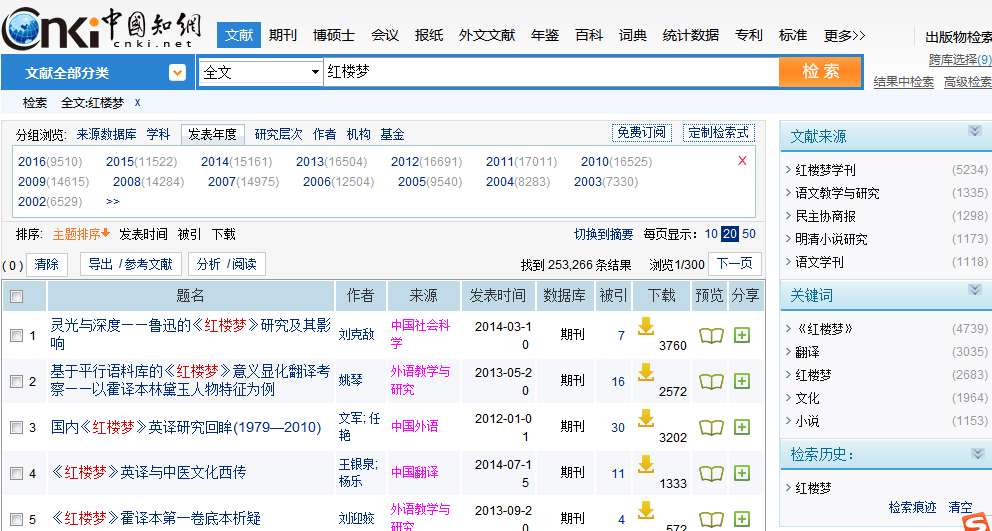 Cnki 中國知網
cnki.net
文献 期刊 博硕士 会议 报纸 外文文献 年鉴 百科 词典 统计数据 专利 标准 更多>>
出版物检索
文献全部分类 全文 红楼梦 检 索
跨库选择(9)
结果中检索 高级检索
检索 全文:红楼梦 x
分组浏览: 来源数据库 学科 发表年度 研究层次 作者 机构 基金 免费订阅 定制检索式
2016(9510) 2015(11522) 2014(15161) 2013(16504) 2012(16691) 2011(17011) 2010(16525) X
2009(14615) 2008(14284) 2007(14975) 2006(12504) 2005(9540) 2004(8283) 2003(7330)
2002(6529) >>
排序: 主题排序 发表时间 被引 下载 切换到摘要 每页显示: 10 20 50
(0) 清除 导出 /参考文献 分析 /阅读 找到 253,266 条结果 浏览1/300 下一页
题名 作者 来源 发表时间 数据库 被引 下载 预览 分享
1 灵光与深度——鲁迅的《红楼梦》研究及其影
响 刘克敌 中国社会科
学 2014-03-1
0 期刊 7 3760
2 基于平行语料库的《红楼梦》意义显化翻译考
察——以霍译本林黛玉人物特征为例 姚琴 外语教学与
研究 2013-05-2
0 期刊 16 2572
3 国内《红楼梦》英译研究回眸(1979—2010) 文军; 任
艳 中国外语 2012-01-0
1 期刊 30 3202
4 《红楼梦》英译与中医文化西传 王银泉;
杨乐 中国翻译 2014-07-1
5 期刊 11 1333
5 《红楼梦》霍译本第一卷底本析疑 刘迎姣 外语教学与
研究 2013-09-2
0 期刊 4 572
文献来源
红楼梦学刊 (5234)
语文教学与研究 (1335)
民主协商报 (1298)
明清小说研究 (1173)
语文学刊 (1118)
关键词
《红楼梦》 (4739)
翻译 (3035)
红楼梦 (2683)
文化 (1964)
小说 (1153)
检索历史:
红楼梦
检索痕迹 清空